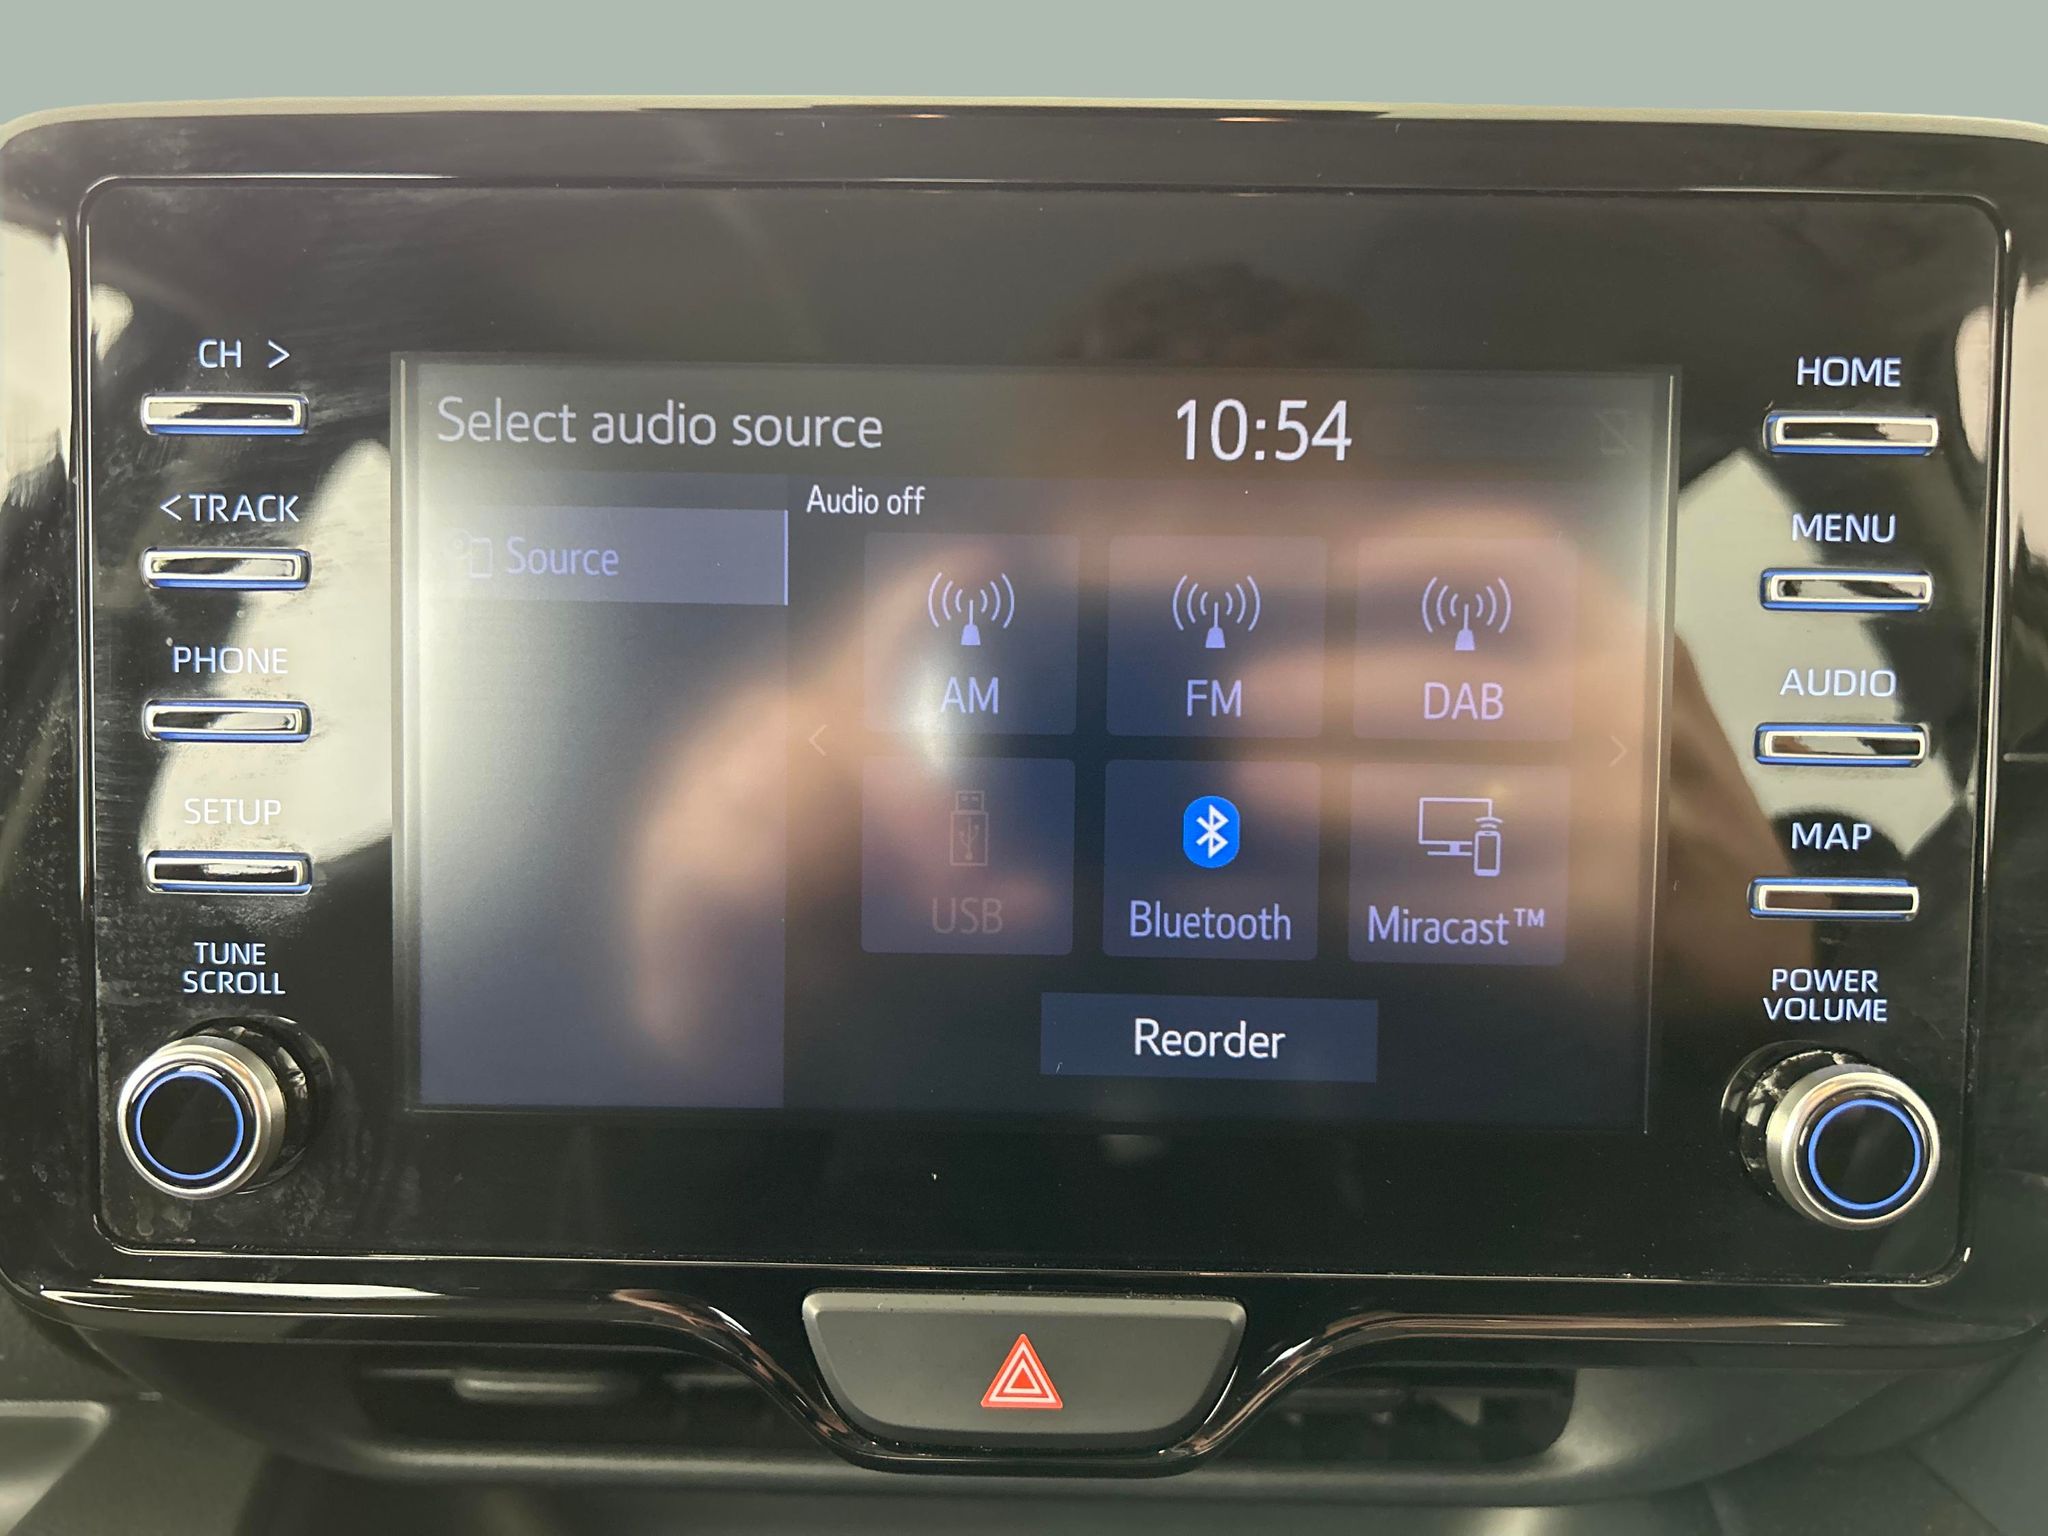 CH >
< TRACK
PHONE
SETUP
TUNE
SCROLL
Select audio source
10:54
Source
Audio off
AM
FM
DAB
<
>
USB
Bluetooth
Miracast™
Reorder
HOME
MENU
AUDIO
MAP
POWER
VOLUME